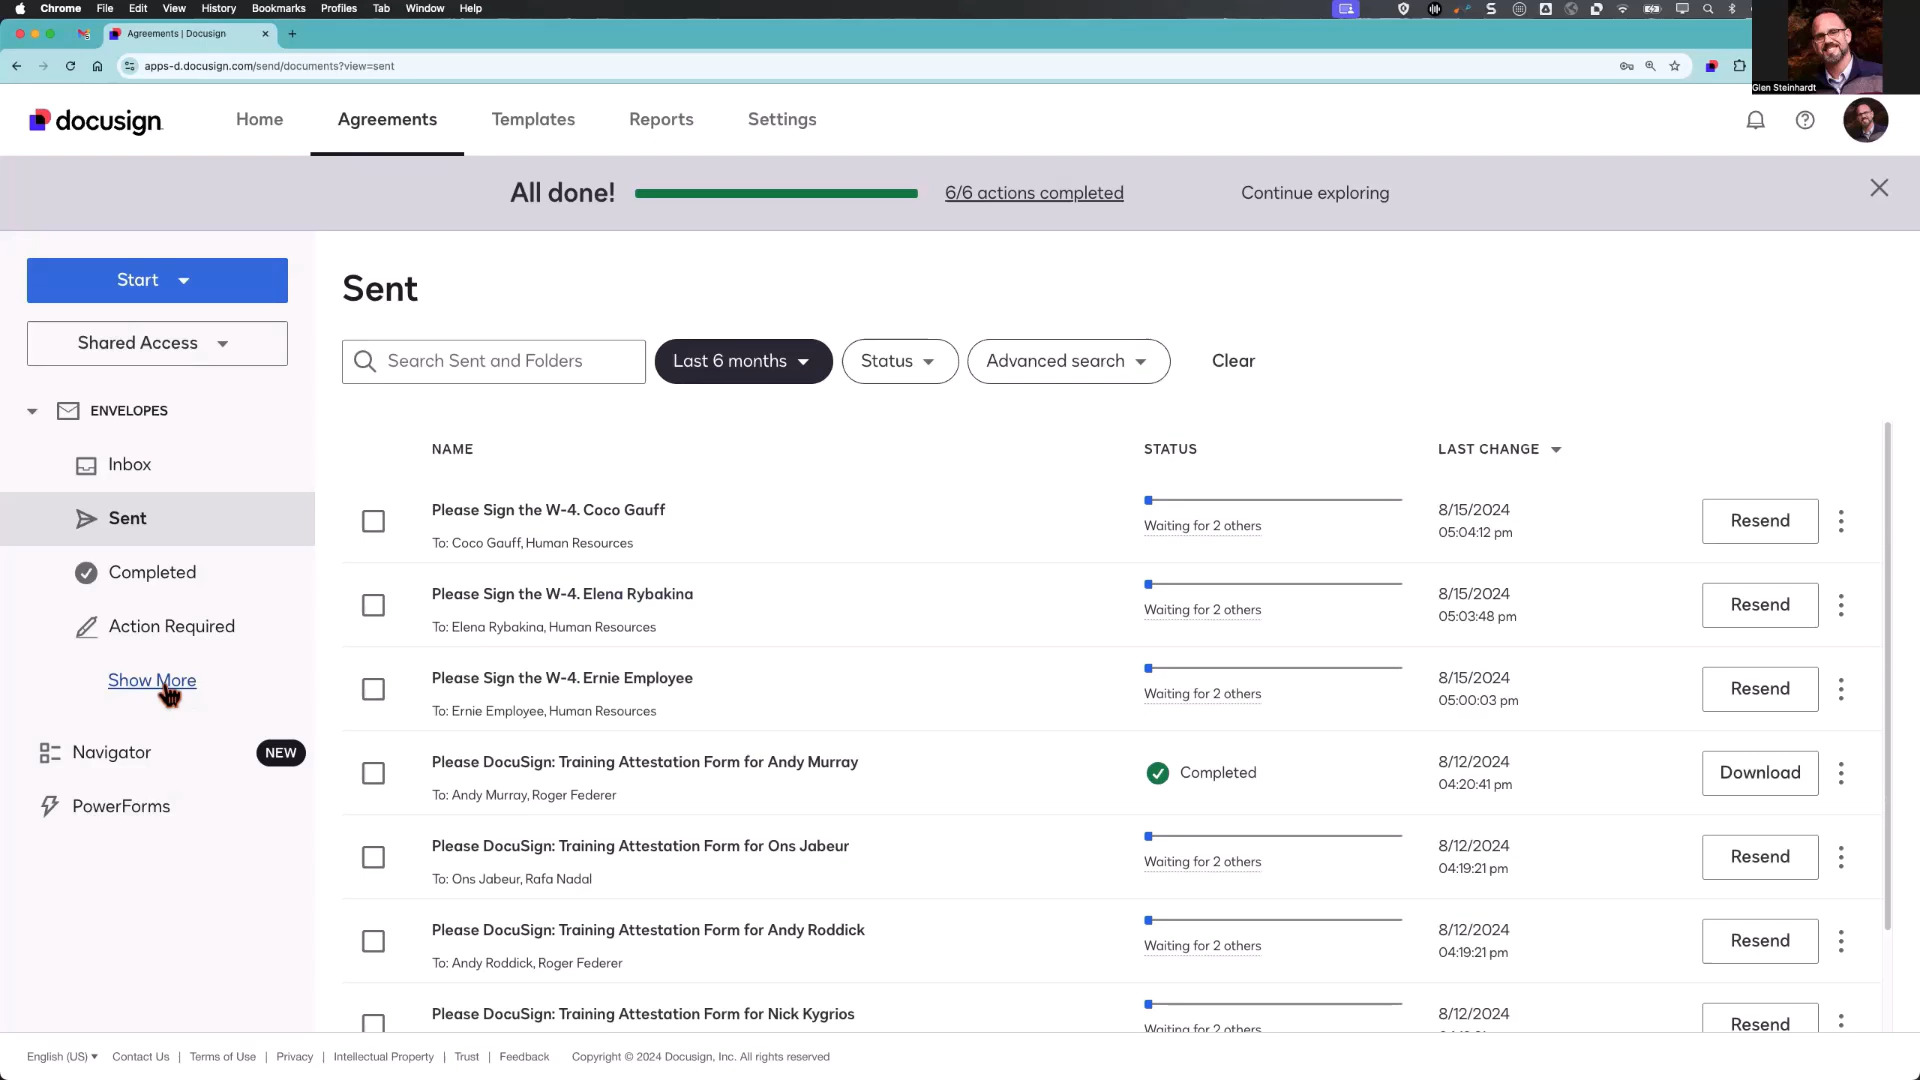 Chrome File Edit View History Bookmarks Profiles Tab Window Help
Agreements | Docusign
apps-d.docusign.com/send/documents?view=sent
Glen Steinhardt
docusign
Home Agreements Templates Reports Settings
All done! 6/6 actions completed Continue exploring
Start
Shared Access
ENVELOPES
Inbox
Sent
Completed
Action Required
Show More
Navigator NEW
PowerForms
Sent
Search Sent and Folders Last 6 months Status Advanced search Clear
NAME STATUS LAST CHANGE
Please Sign the W-4. Coco Gauff
To: Coco Gauff, Human Resources
Waiting for 2 others
8/15/2024
05:04:12 pm
Resend
Please Sign the W-4. Elena Rybakina
To: Elena Rybakina, Human Resources
Waiting for 2 others
8/15/2024
05:03:48 pm
Resend
Please Sign the W-4. Ernie Employee
To: Ernie Employee, Human Resources
Waiting for 2 others
8/15/2024
05:00:03 pm
Resend
Please DocuSign: Training Attestation Form for Andy Murray
To: Andy Murray, Roger Federer
Completed
8/12/2024
04:20:41 pm
Download
Please DocuSign: Training Attestation Form for Ons Jabeur
To: Ons Jabeur, Rafa Nadal
Waiting for 2 others
8/12/2024
04:19:21 pm
Resend
Please DocuSign: Training Attestation Form for Andy Roddick
To: Andy Roddick, Roger Federer
Waiting for 2 others
8/12/2024
04:19:21 pm
Resend
Please DocuSign: Training Attestation Form for Nick Kygrios
Waiting for 2 others
8/12/2024
Resend
English (US) Contact Us | Terms of Use | Privacy | Intellectual Property | Trust | Feedback Copyright © 2024 Docusign, Inc. All rights reserved